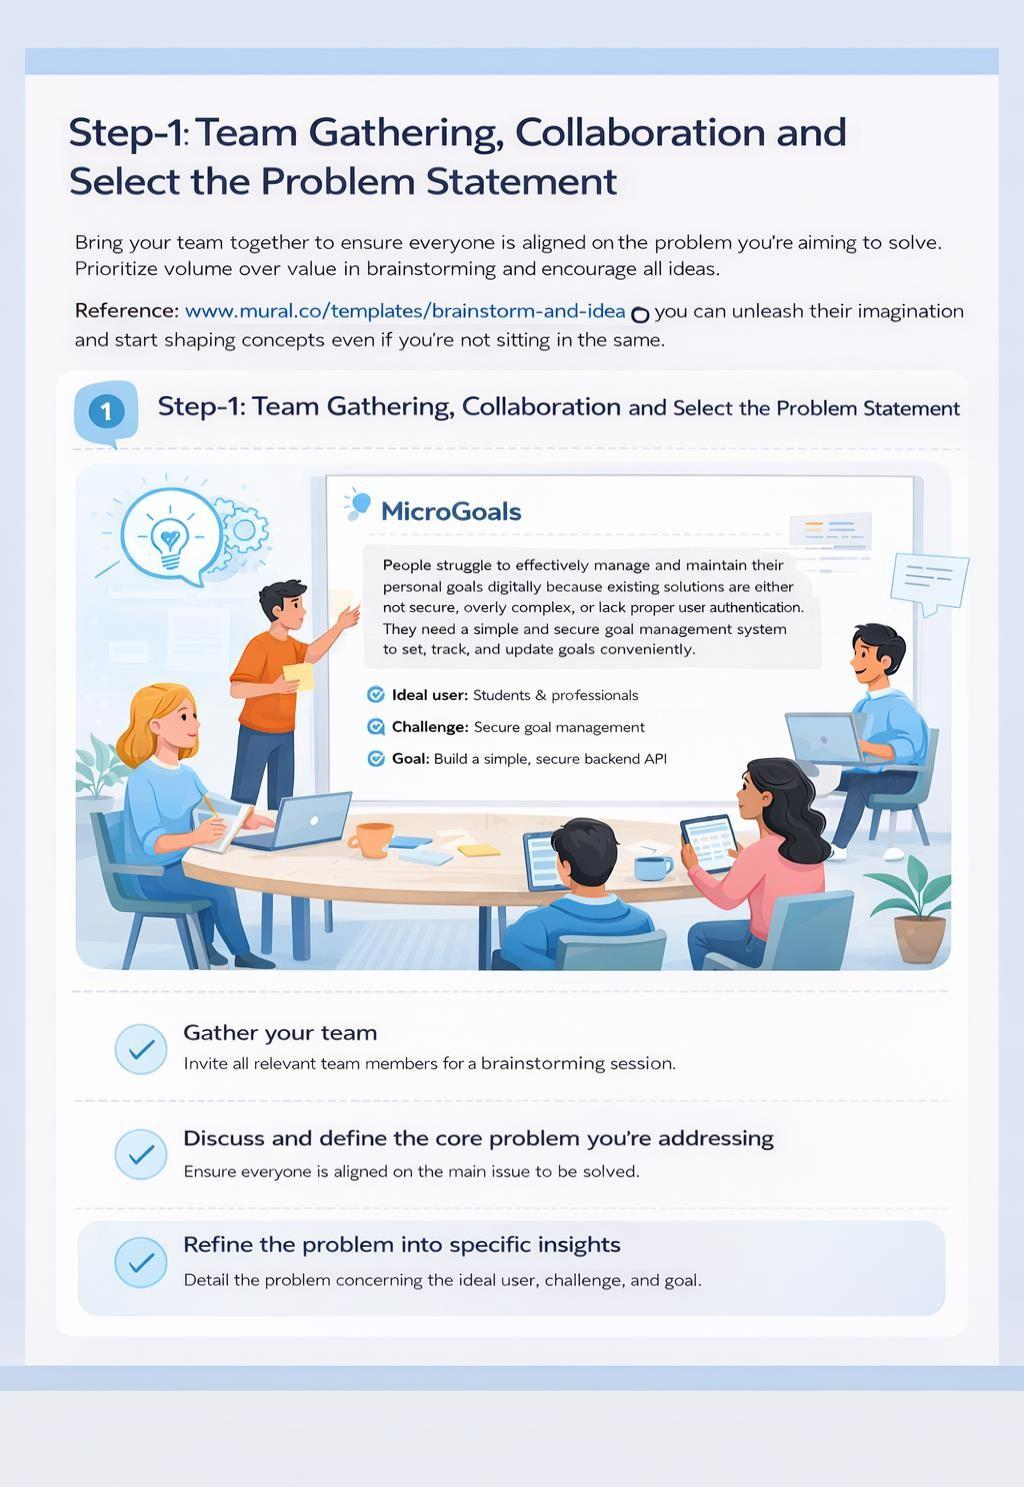 Step-1: Team Gathering, Collaboration and
Select the Problem Statement
Bring your team together to ensure everyone is aligned on the problem you're aiming to solve.
Prioritize volume over value in brainstorming and encourage all ideas.
Reference: www.mural.co/templates/brainstorm-and-idea you can unleash their imagination
and start shaping concepts even if you're not sitting in the same.
1
Step-1: Team Gathering, Collaboration and Select the Problem Statement
MicroGoals
People struggle to effectively manage and maintain their
personal goals digitally because existing solutions are either
not secure, overly complex, or lack proper user authentication.
They need a simple and secure goal management system
to set, track, and update goals conveniently.
Ideal user: Students & professionals
Challenge: Secure goal management
Goal: Build a simple, secure backend API
Gather your team
Invite all relevant team members for a brainstorming session.
Discuss and define the core problem you're addressing
Ensure everyone is aligned on the main issue to be solved.
Refine the problem into specific insights
Detail the problem concerning the ideal user, challenge, and goal.